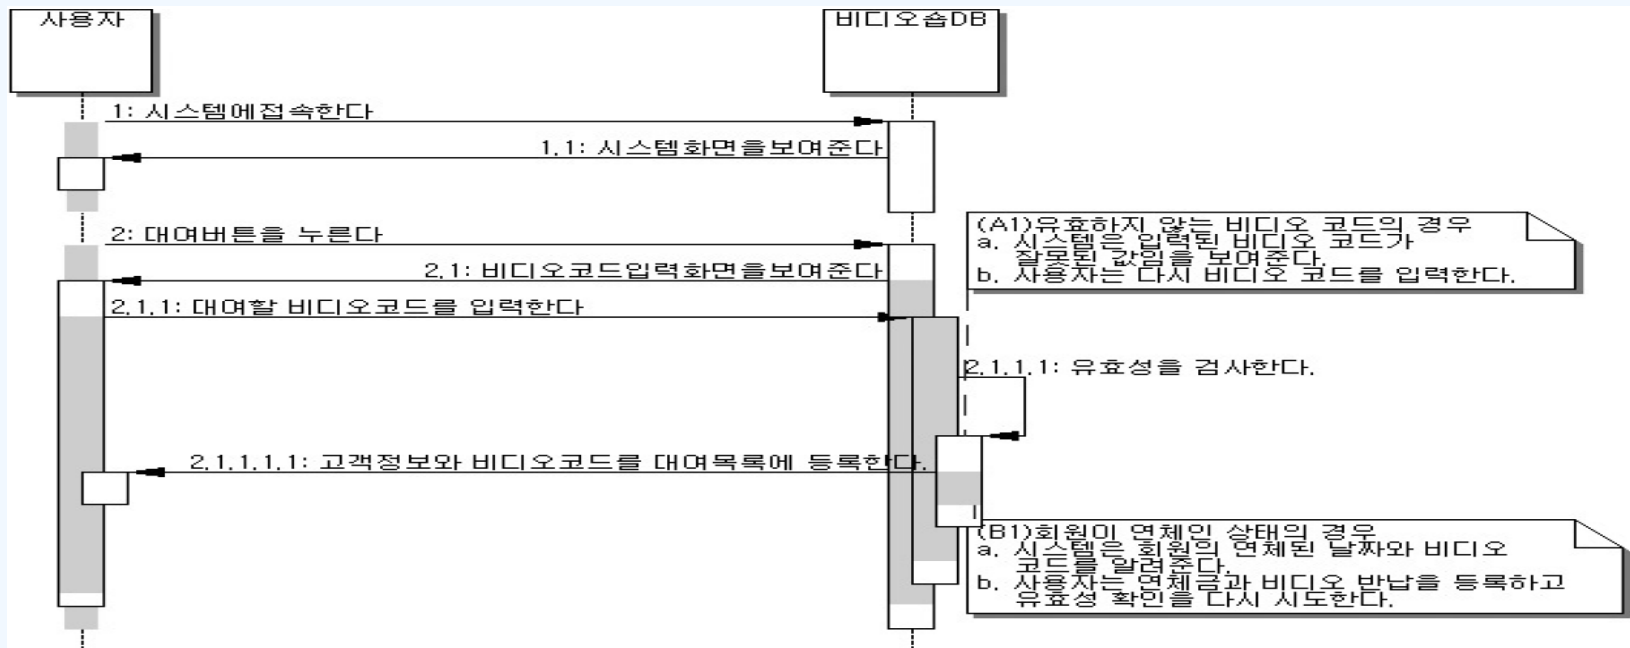 사용자
비디오숍DB
1: 시스템에접속한다
1.1: 시스템화면을보여준다
2: 대여버튼을 누른다
(A1)유효하지 않는 비디오 코드의 경우
a. 시스템은 입력된 비디오 코드가
잘못된 값임을 보여준다.
b. 사용자는 다시 비디오 코드를 입력한다.
2.1: 비디오코드입력화면을보여준다
2.1.1: 대여할 비디오코드를 입력한다
2.1.1.1: 유효성을 검사한다.
2.1.1.1.1: 고객정보와 비디오코드를 대여목록에 등록한다.
(B1)회원이 연체인 상태의 경우
a. 시스템은 회원의 연체된 날짜와 비디오
코드를 알려준다.
b. 사용자는 연체금과 비디오 반납을 등록하고
유효성 확인을 다시 시도한다.